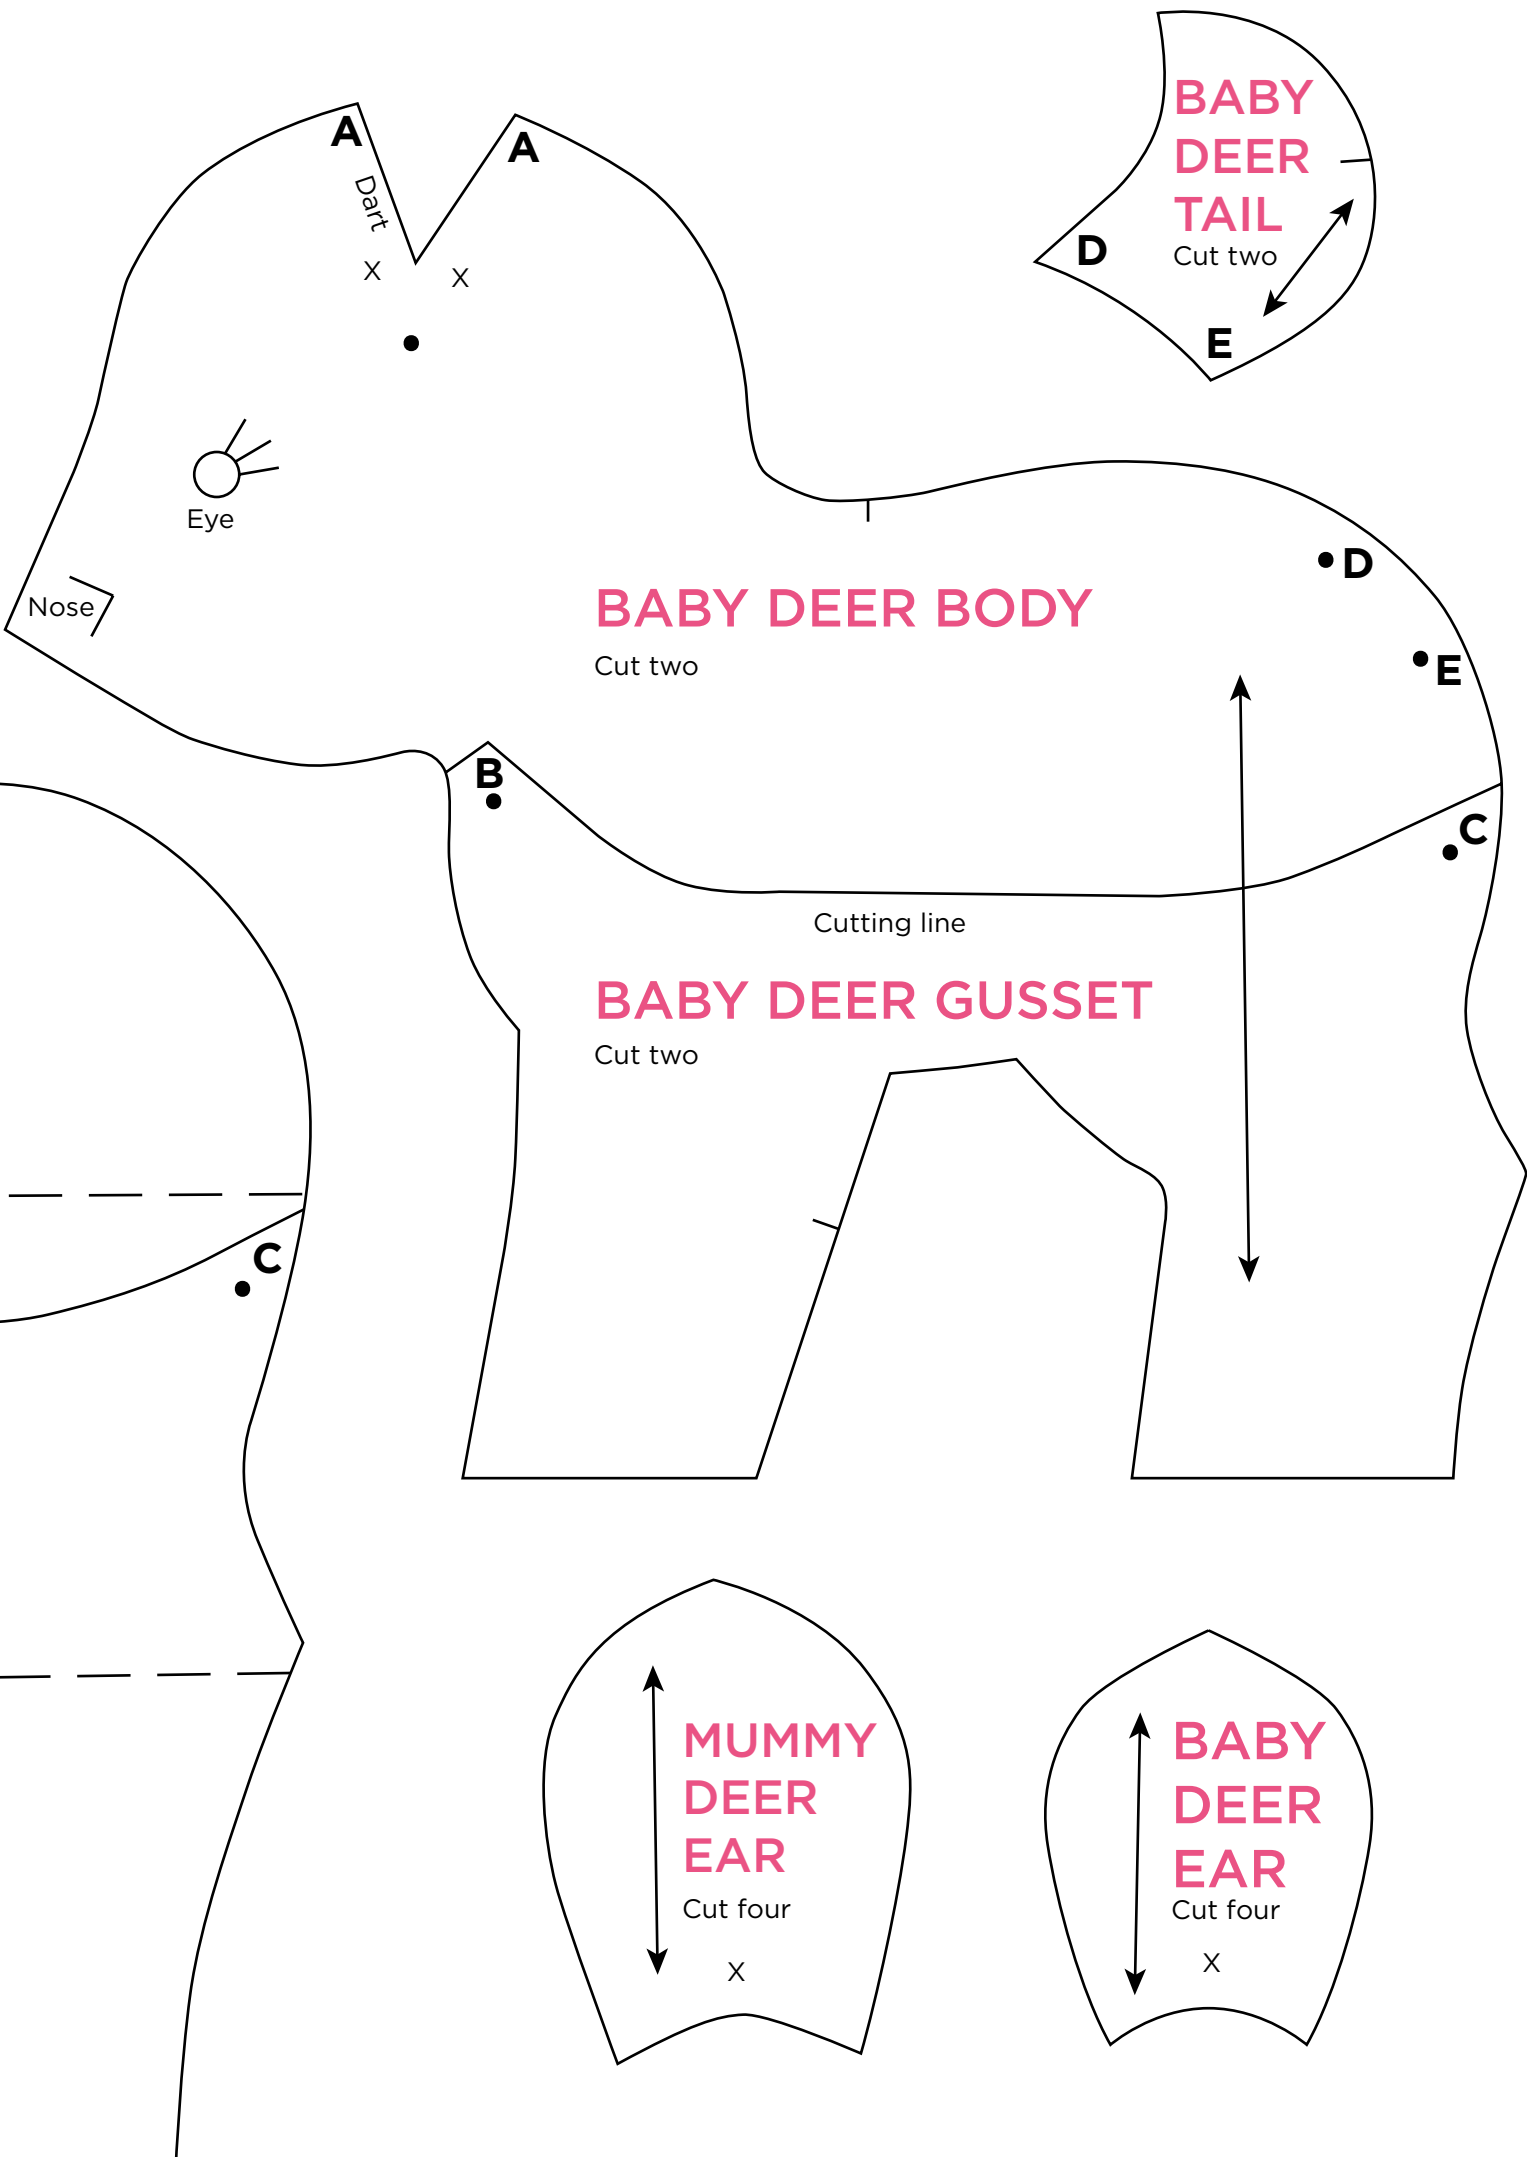 BABY
DEER
TAIL
Cut two
D
E
A
A
Dart
X
X
Eye
Nose
D
E
BABY DEER BODY
Cut two
B
C
Cutting line
BABY DEER GUSSET
Cut two
C
MUMMY
DEER
EAR
Cut four
X
BABY
DEER
EAR
Cut four
X